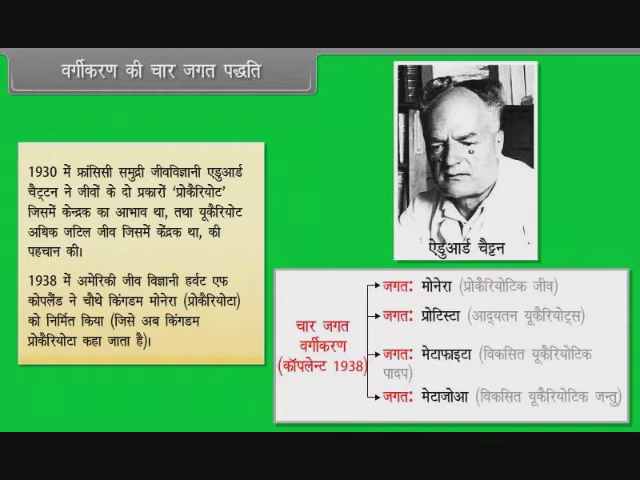 वर्गीकरण की चार जगत पद्धति
1930 में फ्रांसिसी समुद्री जीवविज्ञानी एडुआर्ड
चैट्टन ने जीवों के दो प्रकारों ‘प्रोकैरियोट’
जिसमें केन्द्रक का आभाव था, तथा यूकैरियोट
अधिक जटिल जीव जिसमें केंद्रक था, की
पहचान की।
1938 में अमेरिकी जीव विज्ञानी हर्वट एफ
कोपलैंड ने चौथे किंगडम मोनेरा (प्रोकैरियोटा)
को निर्मित किया (जिसे अब किंगडम
प्रोकैरियोटा कहा जाता है)।
ऐडुआर्ड चैट्टन
चार जगत
वर्गीकरण
(कॉपलेन्ट 1938)
जगत: मोनेरा (प्रोकैरियोटिक जीव)
जगत: प्रोटिस्टा (आद्यतन यूकैरियोट्स)
जगत: मेटाफाइटा (विकसित यूकैरियोटिक
पादप)
जगत: मेटाजोआ (विकसित यूकैरियोटिक जन्तु)